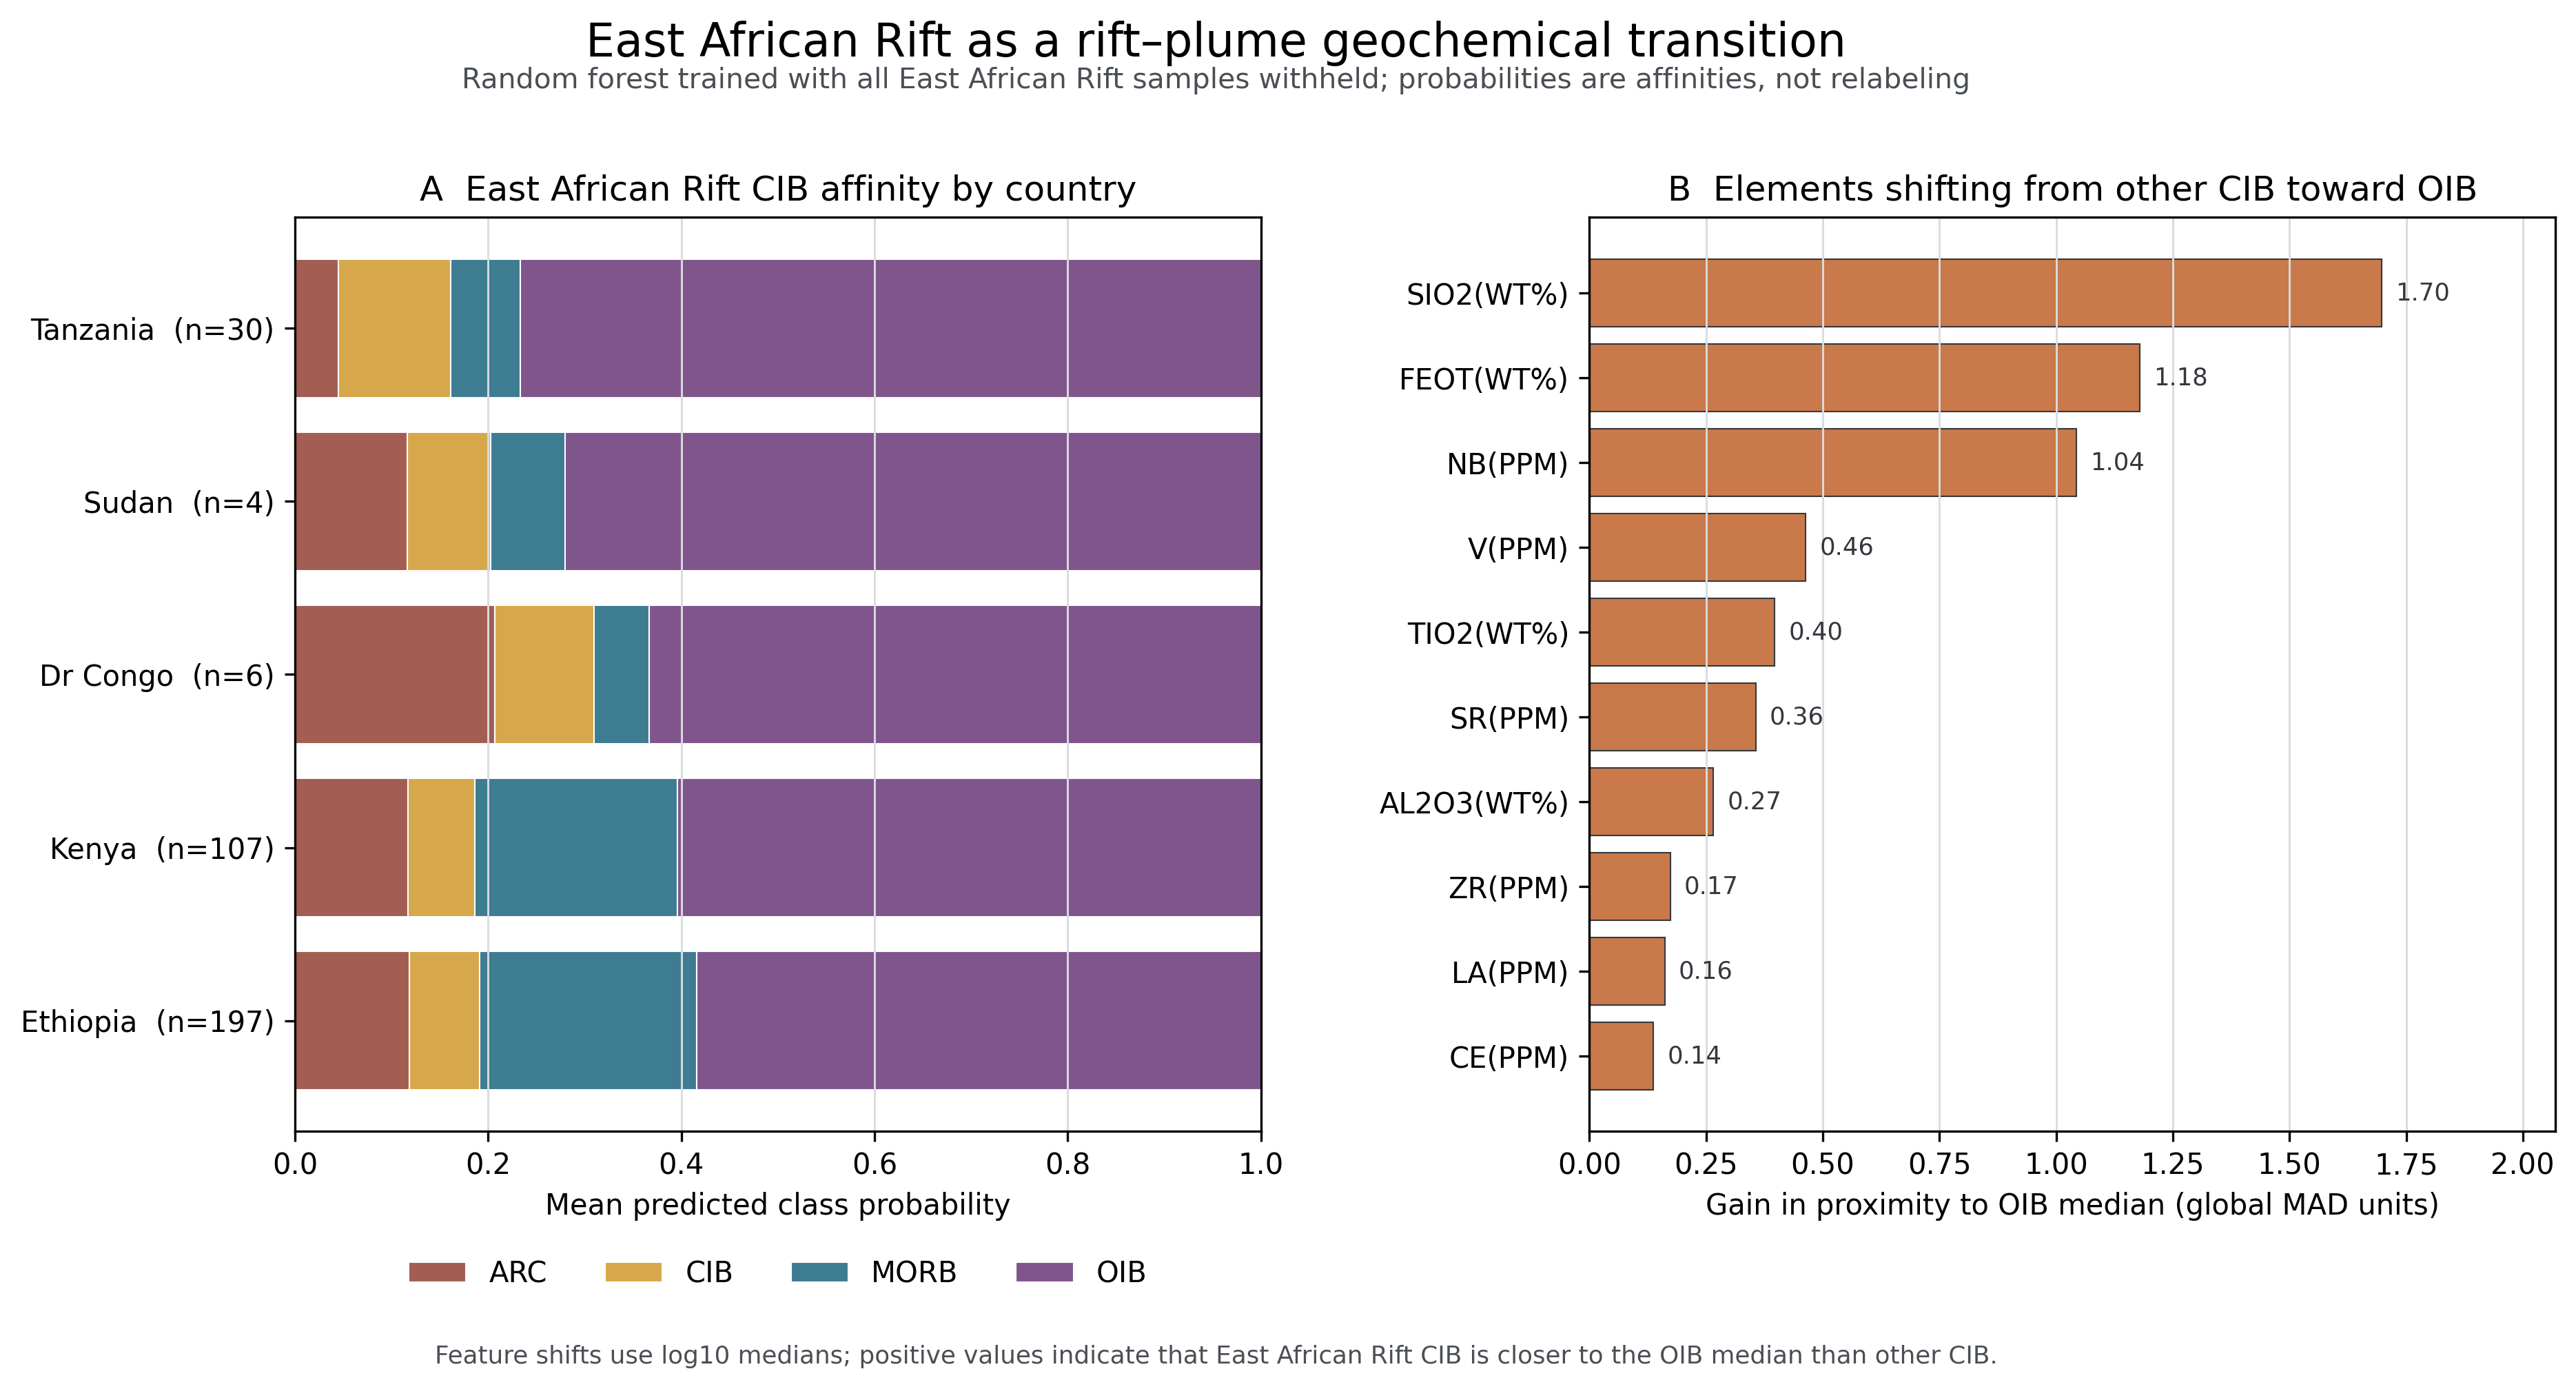 East African Rift as a rift–plume geochemical transition
Random forest trained with all East African Rift samples withheld; probabilities are affinities, not relabeling
A  East African Rift CIB affinity by country
Tanzania  (n=30)
Sudan  (n=4)
Dr Congo  (n=6)
Kenya  (n=107)
Ethiopia  (n=197)
0.0 0.2 0.4 0.6 0.8 1.0
Mean predicted class probability
ARC CIB MORB OIB
B  Elements shifting from other CIB toward OIB
SIO2(WT%) 1.70
FEOT(WT%) 1.18
NB(PPM) 1.04
V(PPM) 0.46
TIO2(WT%) 0.40
SR(PPM) 0.36
AL2O3(WT%) 0.27
ZR(PPM) 0.17
LA(PPM) 0.16
CE(PPM) 0.14
0.00 0.25 0.50 0.75 1.00 1.25 1.50 1.75 2.00
Gain in proximity to OIB median (global MAD units)
Feature shifts use log10 medians; positive values indicate that East African Rift CIB is closer to the OIB median than other CIB.